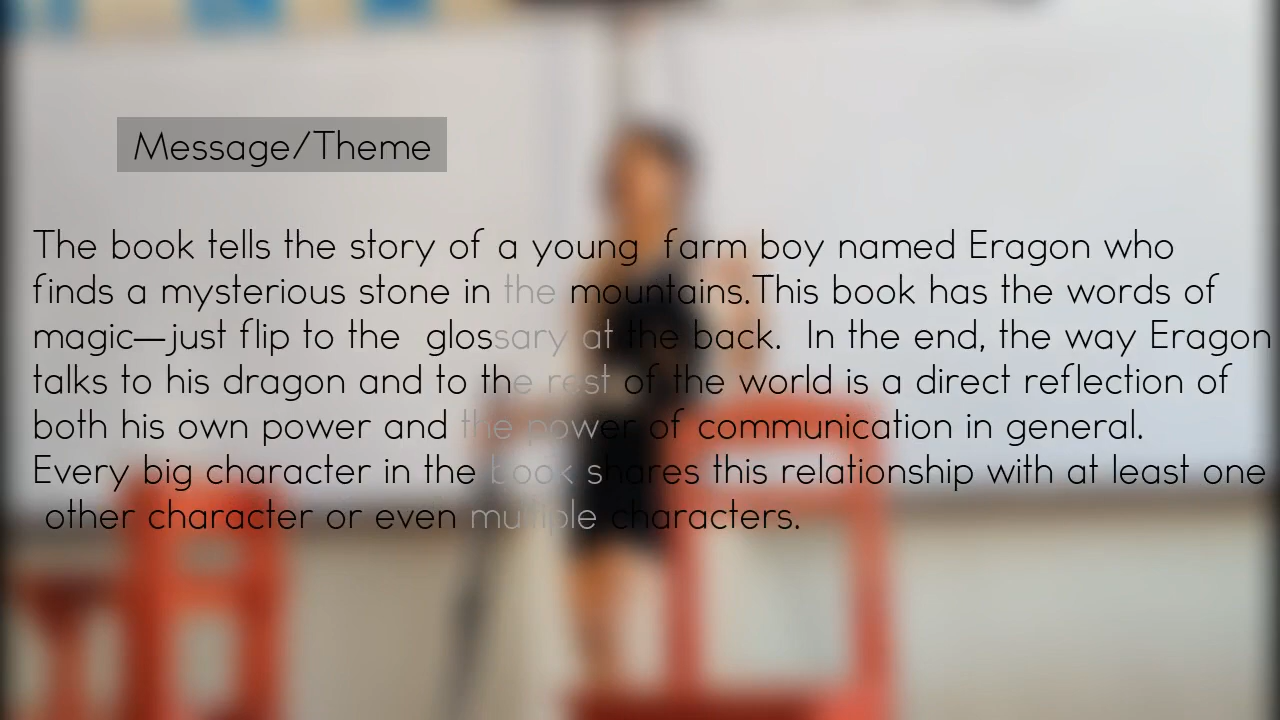 Message/Theme
The book tells the story of a young farm boy named Eragon who
finds a mysterious stone in the mountains.This book has the words of
magic—just flip to the glossary at the back. In the end, the way Eragon
talks to his dragon and to the rest of the world is a direct reflection of
both his own power and the power of communication in general.
Every big character in the book shares this relationship with at least one
other character or even multiple characters.